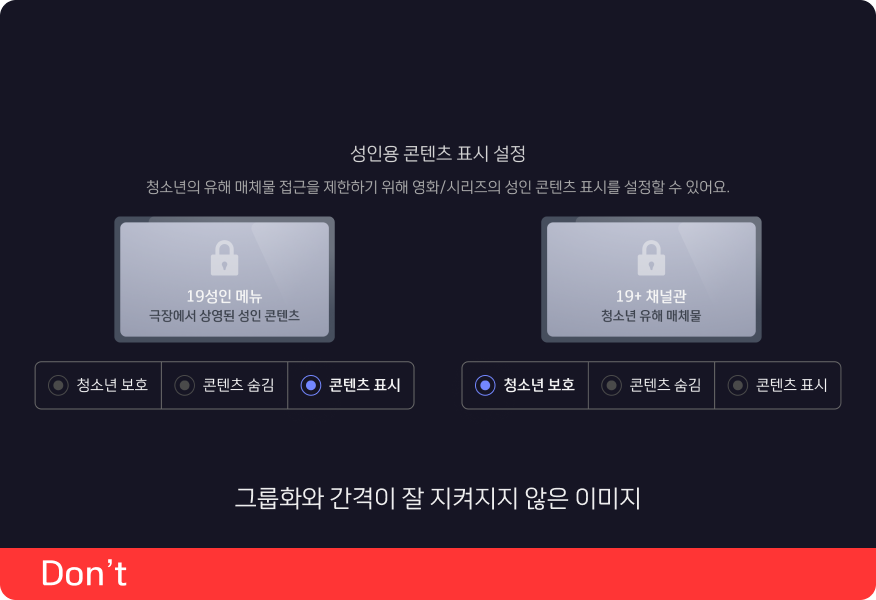 성인용 콘텐츠 표시 설정
청소년의 유해 매체물 접근을 제한하기 위해 영화/시리즈의 성인 콘텐츠 표시를 설정할 수 있어요.
19성인 메뉴
극장에서 상영된 성인 콘텐츠
19+ 채널관
청소년 유해 매체물
청소년 보호 콘텐츠 숨김 콘텐츠 표시
청소년 보호 콘텐츠 숨김 콘텐츠 표시
그룹화와 간격이 잘 지켜지지 않은 이미지
Don’t